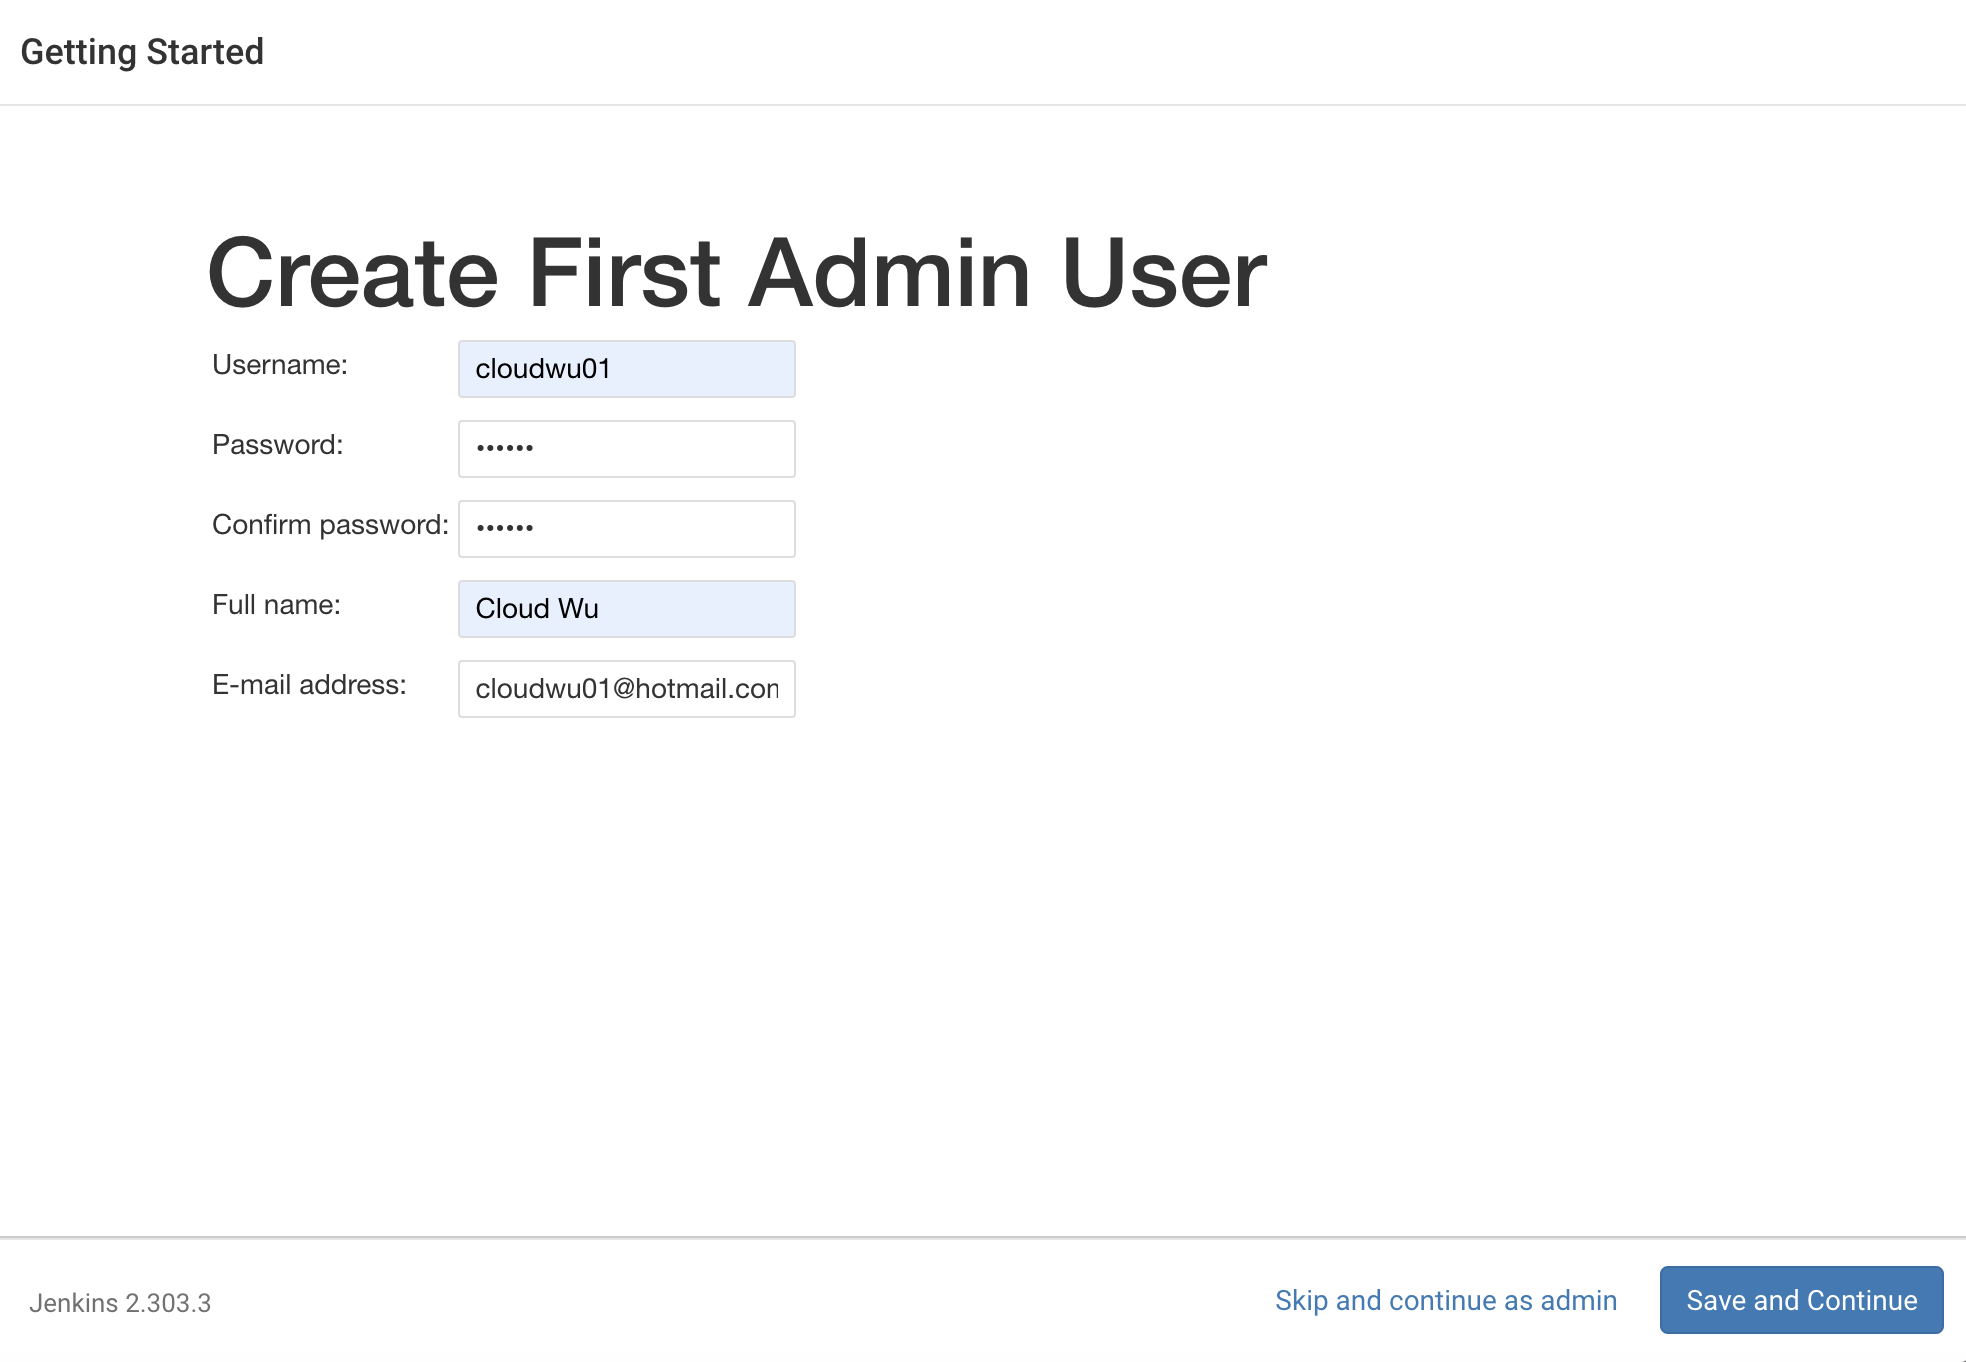 Getting Started
Create First Admin User
Username: cloudwu01
Password: ••••••
Confirm password: ••••••
Full name: Cloud Wu
E-mail address: cloudwu01@hotmail.con
Jenkins 2.303.3 Skip and continue as admin Save and Continue